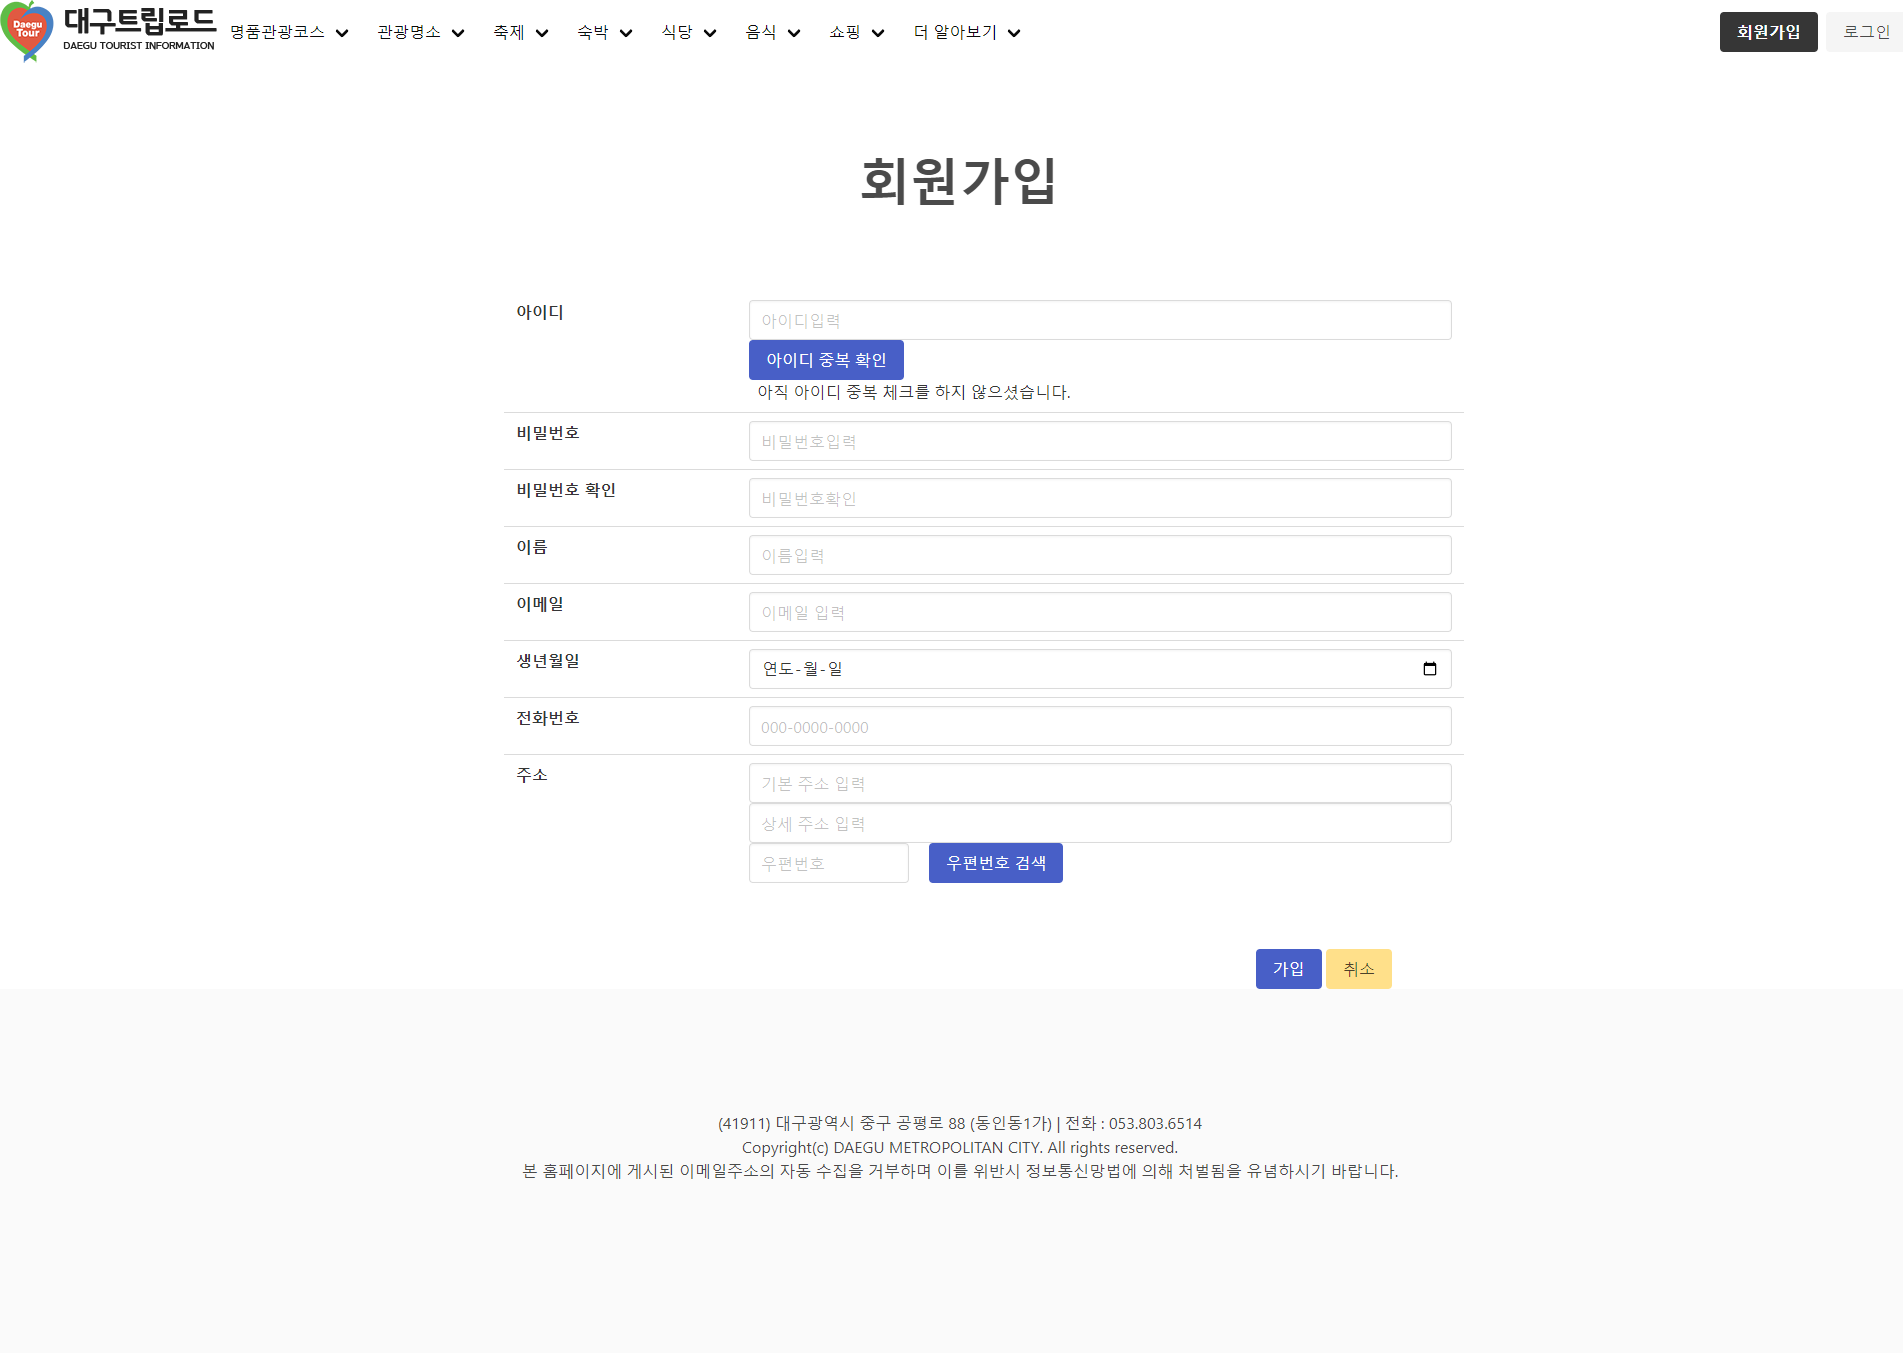 Daegu Tour
대구트립로드
DAEGU TOURIST INFORMATION
명품관광코스 관광명소 축제 숙박 식당 음식 쇼핑 더 알아보기 회원가입 로그인
회원가입
아이디 아이디입력
아이디 중복 확인
아직 아이디 중복 체크를 하지 않으셨습니다.
비밀번호 비밀번호입력
비밀번호 확인 비밀번호확인
이름 이름입력
이메일 이메일 입력
생년월일 연도-월-일
전화번호 000-0000-0000
주소 기본 주소 입력
상세 주소 입력
우편번호 우편번호 검색
가입 취소
(41911) 대구광역시 중구 공평로 88 (동인동1가) | 전화 : 053.803.6514
Copyright(c) DAEGU METROPOLITAN CITY. All rights reserved.
본 홈페이지에 게시된 이메일주소의 자동 수집을 거부하며 이를 위반시 정보통신망법에 의해 처벌됨을 유념하시기 바랍니다.